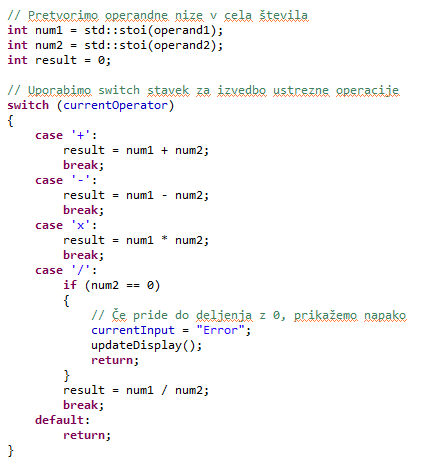 // Pretvorimo operandne nize v cela števila
int num1 = std::stoi(operand1);
int num2 = std::stoi(operand2);
int result = 0;

// Uporabimo switch stavek za izvedbo ustrezne operacije
switch (currentOperator)
{
    case '+':
        result = num1 + num2;
        break;
    case '-':
        result = num1 - num2;
        break;
    case 'x':
        result = num1 * num2;
        break;
    case '/':
        if (num2 == 0)
        {
            // Če pride do deljenja z 0, prikažemo napako
            currentInput = "Error";
            updateDisplay();
            return;
        }
        result = num1 / num2;
        break;
    default:
        return;
}